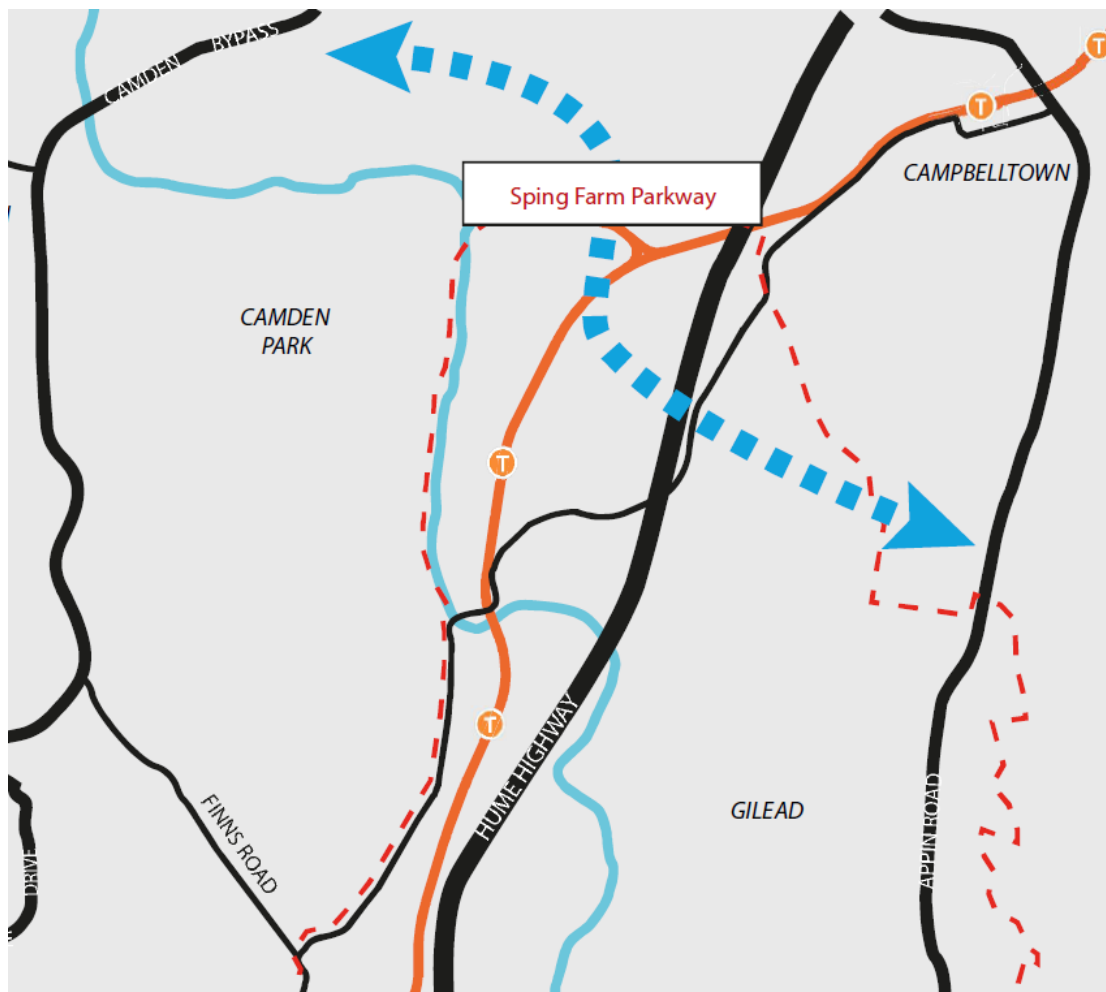 CAMDEN BYPASS
T
T
CAMPBELLTOWN
Sping Farm Parkway
CAMDEN
PARK
T
T
HUME HIGHWAY
FINNS ROAD
GILEAD
APPIN ROAD
DRIVE